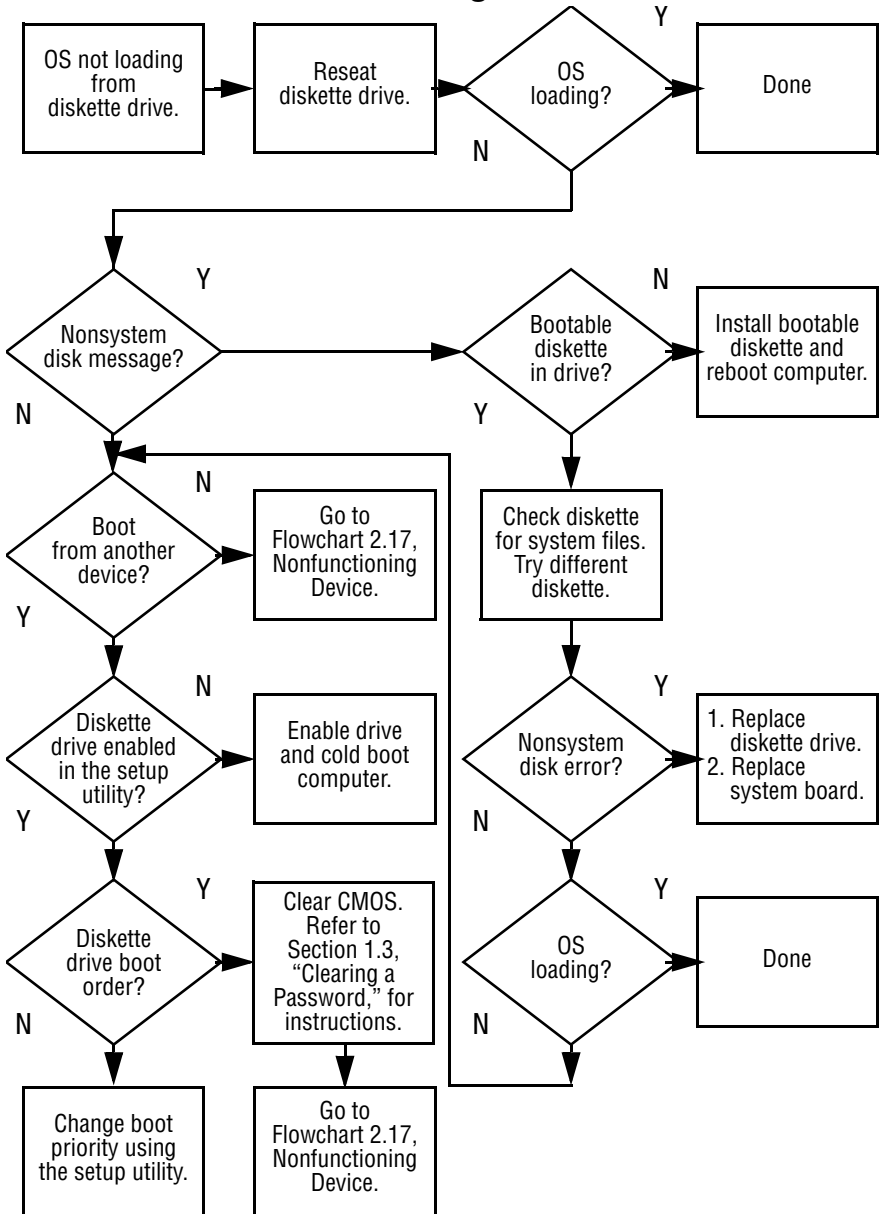 OS not loading
from
diskette drive.
Reseat
diskette drive.
OS
loading?
Y
N
Done
Nonsystem
disk message?
Y
N
Bootable
diskette
in drive?
N
Y
Install bootable
diskette and
reboot computer.
Boot
from another
device?
N
Y
Go to
Flowchart 2.17,
Nonfunctioning
Device.
Check diskette
for system files.
Try different
diskette.
Diskette
drive enabled
in the setup
utility?
N
Y
Enable drive
and cold boot
computer.
Nonsystem
disk error?
Y
N
1. Replace
diskette drive.
2. Replace
system board.
Diskette
drive boot
order?
Y
N
Clear CMOS.
Refer to
Section 1.3,
“Clearing a
Password,” for
instructions.
OS
loading?
Y
N
Done
Change boot
priority using
the setup utility.
Go to
Flowchart 2.17,
Nonfunctioning
Device.